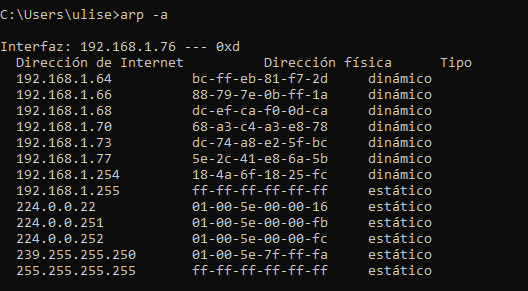 C:\Users\ulise>arp -a
Interfaz: 192.168.1.76 --- 0xd
Dirección de Internet Dirección física Tipo
192.168.1.64 bc-ff-eb-81-f7-2d dinámico
192.168.1.66 88-79-7e-0b-ff-1a dinámico
192.168.1.68 dc-ef-ca-f0-0d-ca dinámico
192.168.1.70 68-a3-c4-a3-e8-78 dinámico
192.168.1.73 dc-74-a8-e2-5f-bc dinámico
192.168.1.77 5e-2c-41-e8-6a-5b dinámico
192.168.1.254 18-4a-6f-18-25-fc dinámico
192.168.1.255 ff-ff-ff-ff-ff-ff estático
224.0.0.22 01-00-5e-00-00-16 estático
224.0.0.251 01-00-5e-00-00-fb estático
224.0.0.252 01-00-5e-00-00-fc estático
239.255.255.250 01-00-5e-7f-ff-fa estático
255.255.255.255 ff-ff-ff-ff-ff-ff estático